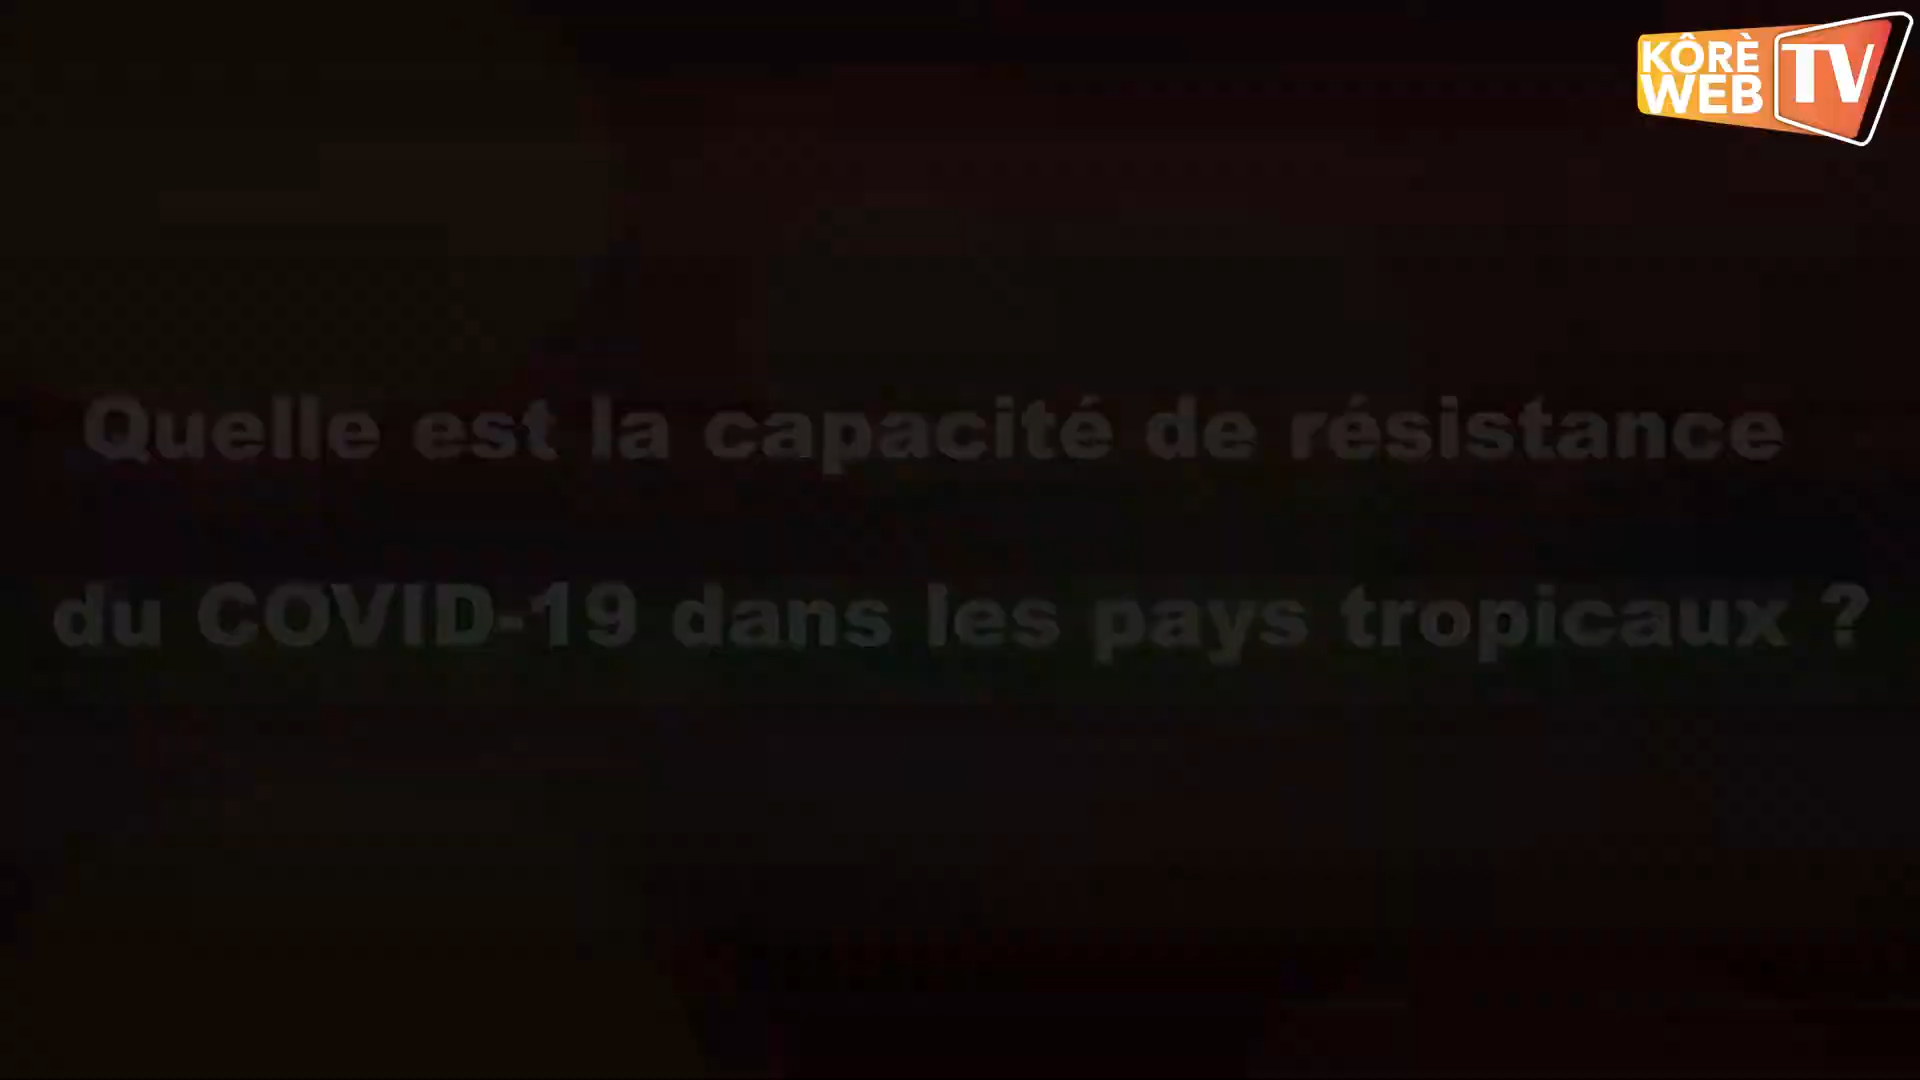 KÔRÈ
WEB
TV
Quelle est la capacité de résistance
du COVID-19 dans les pays tropicaux ?